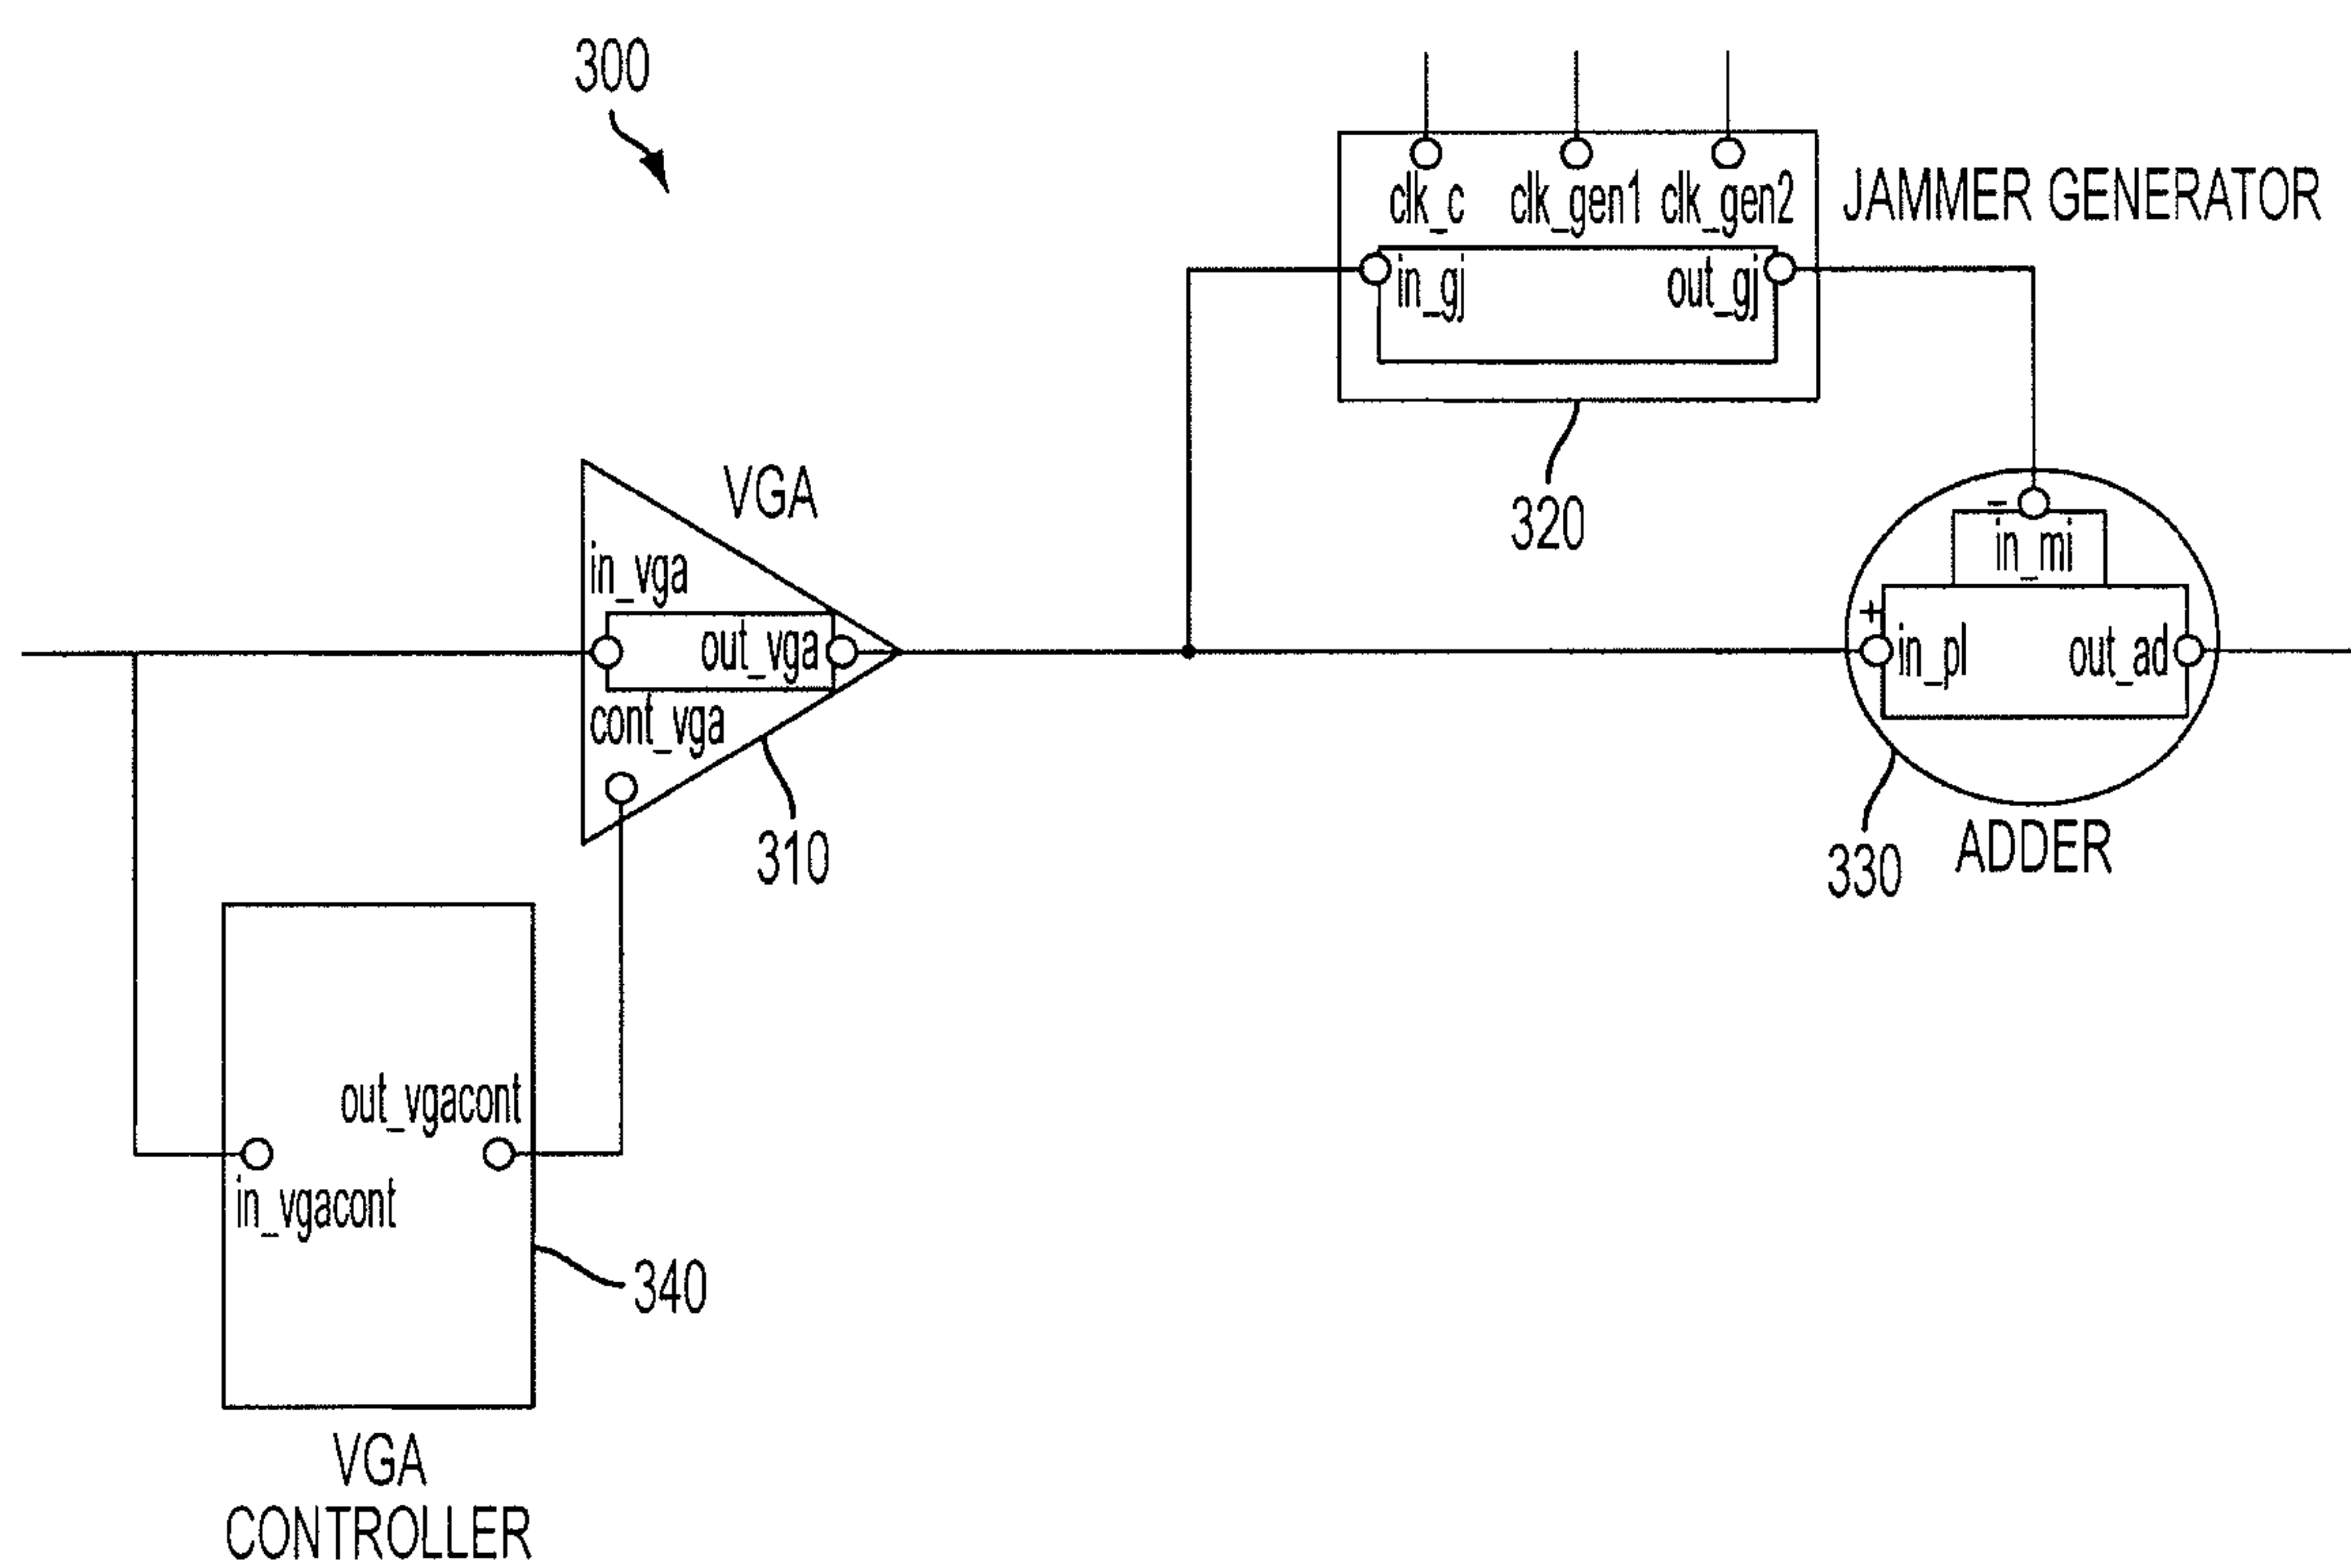 300
clk_c clk_gen1 clk_gen2
JAMMER GENERATOR
in_gj out_gj
320
VGA
in_vga
out_vga
cont_vga
310
- in_mi
+
in_pl out_ad
330
ADDER
out_vgacont
in_vgacont
340
VGA
CONTROLLER